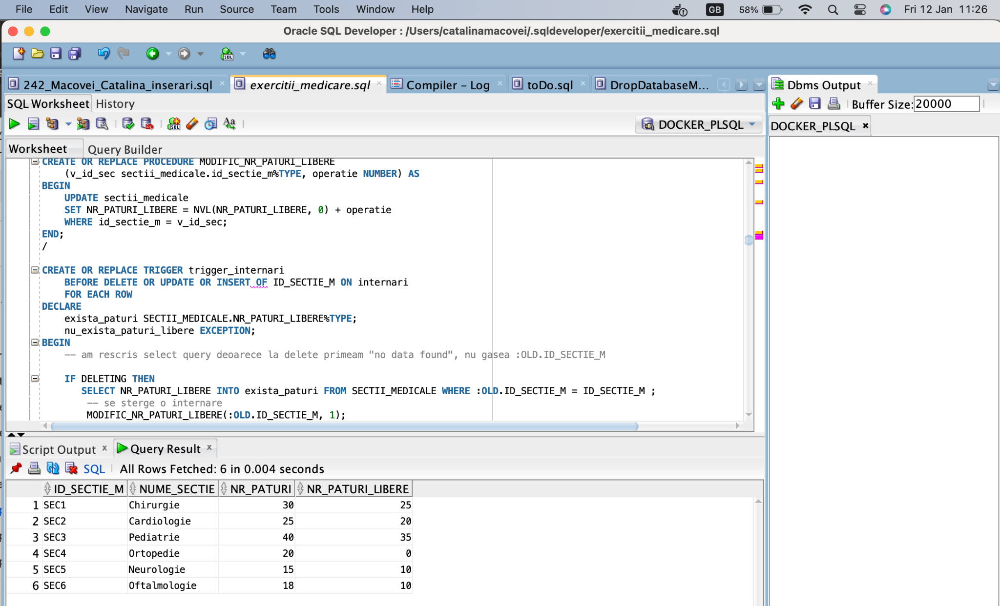 File Edit View Navigate Run Source Team Tools Window Help GB 58% Fri 12 Jan 11:26
Oracle SQL Developer : /Users/catalinamacovei/.sqldeveloper/exercitii_medicare.sql
242_Macovei_Catalina_inserari.sql exercitii_medicare.sql Compiler - Log toDo.sql DropDatabaseM... Dbms Output
SQL Worksheet History
Buffer Size: 20000
DOCKER_PLSQL
DOCKER_PLSQL
Worksheet Query Builder
CREATE OR REPLACE PROCEDURE MODIFIC_NR_PATURI_LIBERE
(v_id_sec sectii_medicale.id_sectie_m%TYPE, operatie NUMBER) AS
BEGIN
UPDATE sectii_medicale
SET NR_PATURI_LIBERE = NVL(NR_PATURI_LIBERE, 0) + operatie
WHERE id_sectie_m = v_id_sec;
END;
/
CREATE OR REPLACE TRIGGER trigger_internari
BEFORE DELETE OR UPDATE OR INSERT OF ID_SECTIE_M ON internari
FOR EACH ROW
DECLARE
exista_paturi SECTII_MEDICALE.NR_PATURI_LIBERE%TYPE;
nu_exista_paturi_libere EXCEPTION;
BEGIN
-- am rescris select query deoarece la delete primeam "no data found", nu gasea :OLD.ID_SECTIE_M
IF DELETING THEN
SELECT NR_PATURI_LIBERE INTO exista_paturi FROM SECTII_MEDICALE WHERE :OLD.ID_SECTIE_M = ID_SECTIE_M ;
-- se sterge o internare
MODIFIC_NR_PATURI_LIBERE(:OLD.ID_SECTIE_M, 1);
Script Output Query Result
SQL All Rows Fetched: 6 in 0.004 seconds
ID_SECTIE_M NUME_SECTIE NR_PATURI NR_PATURI_LIBERE
1 SEC1 Chirurgie 30 25
2 SEC2 Cardiologie 25 20
3 SEC3 Pediatrie 40 35
4 SEC4 Ortopedie 20 0
5 SEC5 Neurologie 15 10
6 SEC6 Oftalmologie 18 10